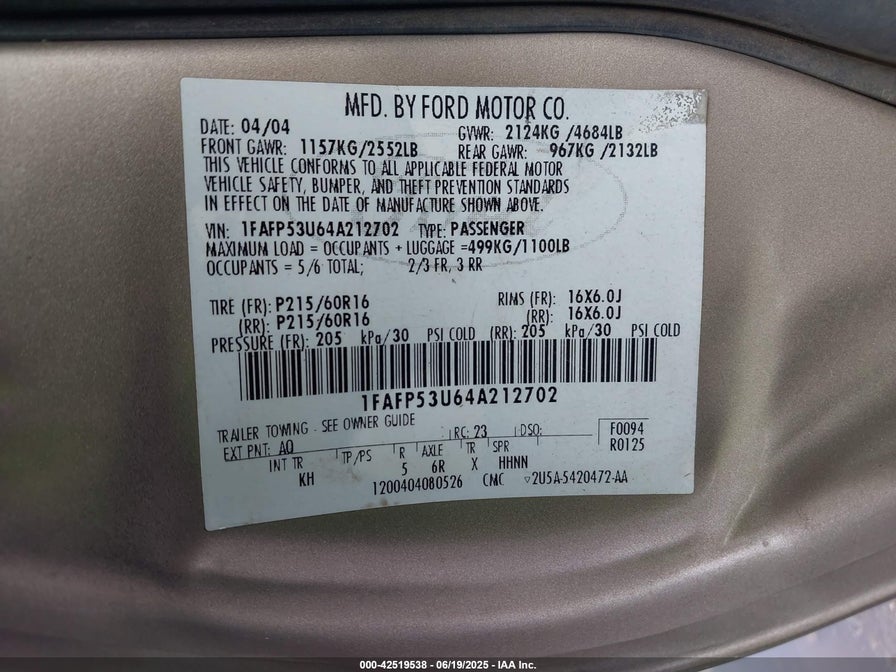 MFD. BY FORD MOTOR CO.
DATE: 04/04 GVWR: 2124KG /4684LB
FRONT GAWR: 1157KG/2552LB REAR GAWR: 967KG /2132LB
THIS VEHICLE CONFORMS TO ALL APPLICABLE FEDERAL MOTOR
VEHICLE SAFETY, BUMPER, AND THEFT PREVENTION STANDARDS
IN EFFECT ON THE DATE OF MANUFACTURE SHOWN ABOVE.
VIN: 1FAFP53U64A212702 TYPE: PASSENGER
MAXIMUM LOAD = OCCUPANTS + LUGGAGE =499KG/1100LB
OCCUPANTS = 5/6 TOTAL; 2/3 FR, 3 RR
TIRE (FR): P215/60R16 RIMS (FR): 16X6.0J
(RR): P215/60R16 (RR): 16X6.0J
PRESSURE (FR): 205 kPa/30 PSI COLD (RR): 205 kPa/30 PSI COLD
1FAFP53U64A212702
TRAILER TOWING - SEE OWNER GUIDE
EXT PNT: AQ RC: 23 DSO: F0094
R0125
INT TR TP/PS R AXLE TR SPR
KH 5 6R X HHNN
1200404080526 CMC ▽2U5A-5420472-AA
000-42519538 - 06/19/2025 - IAA Inc.